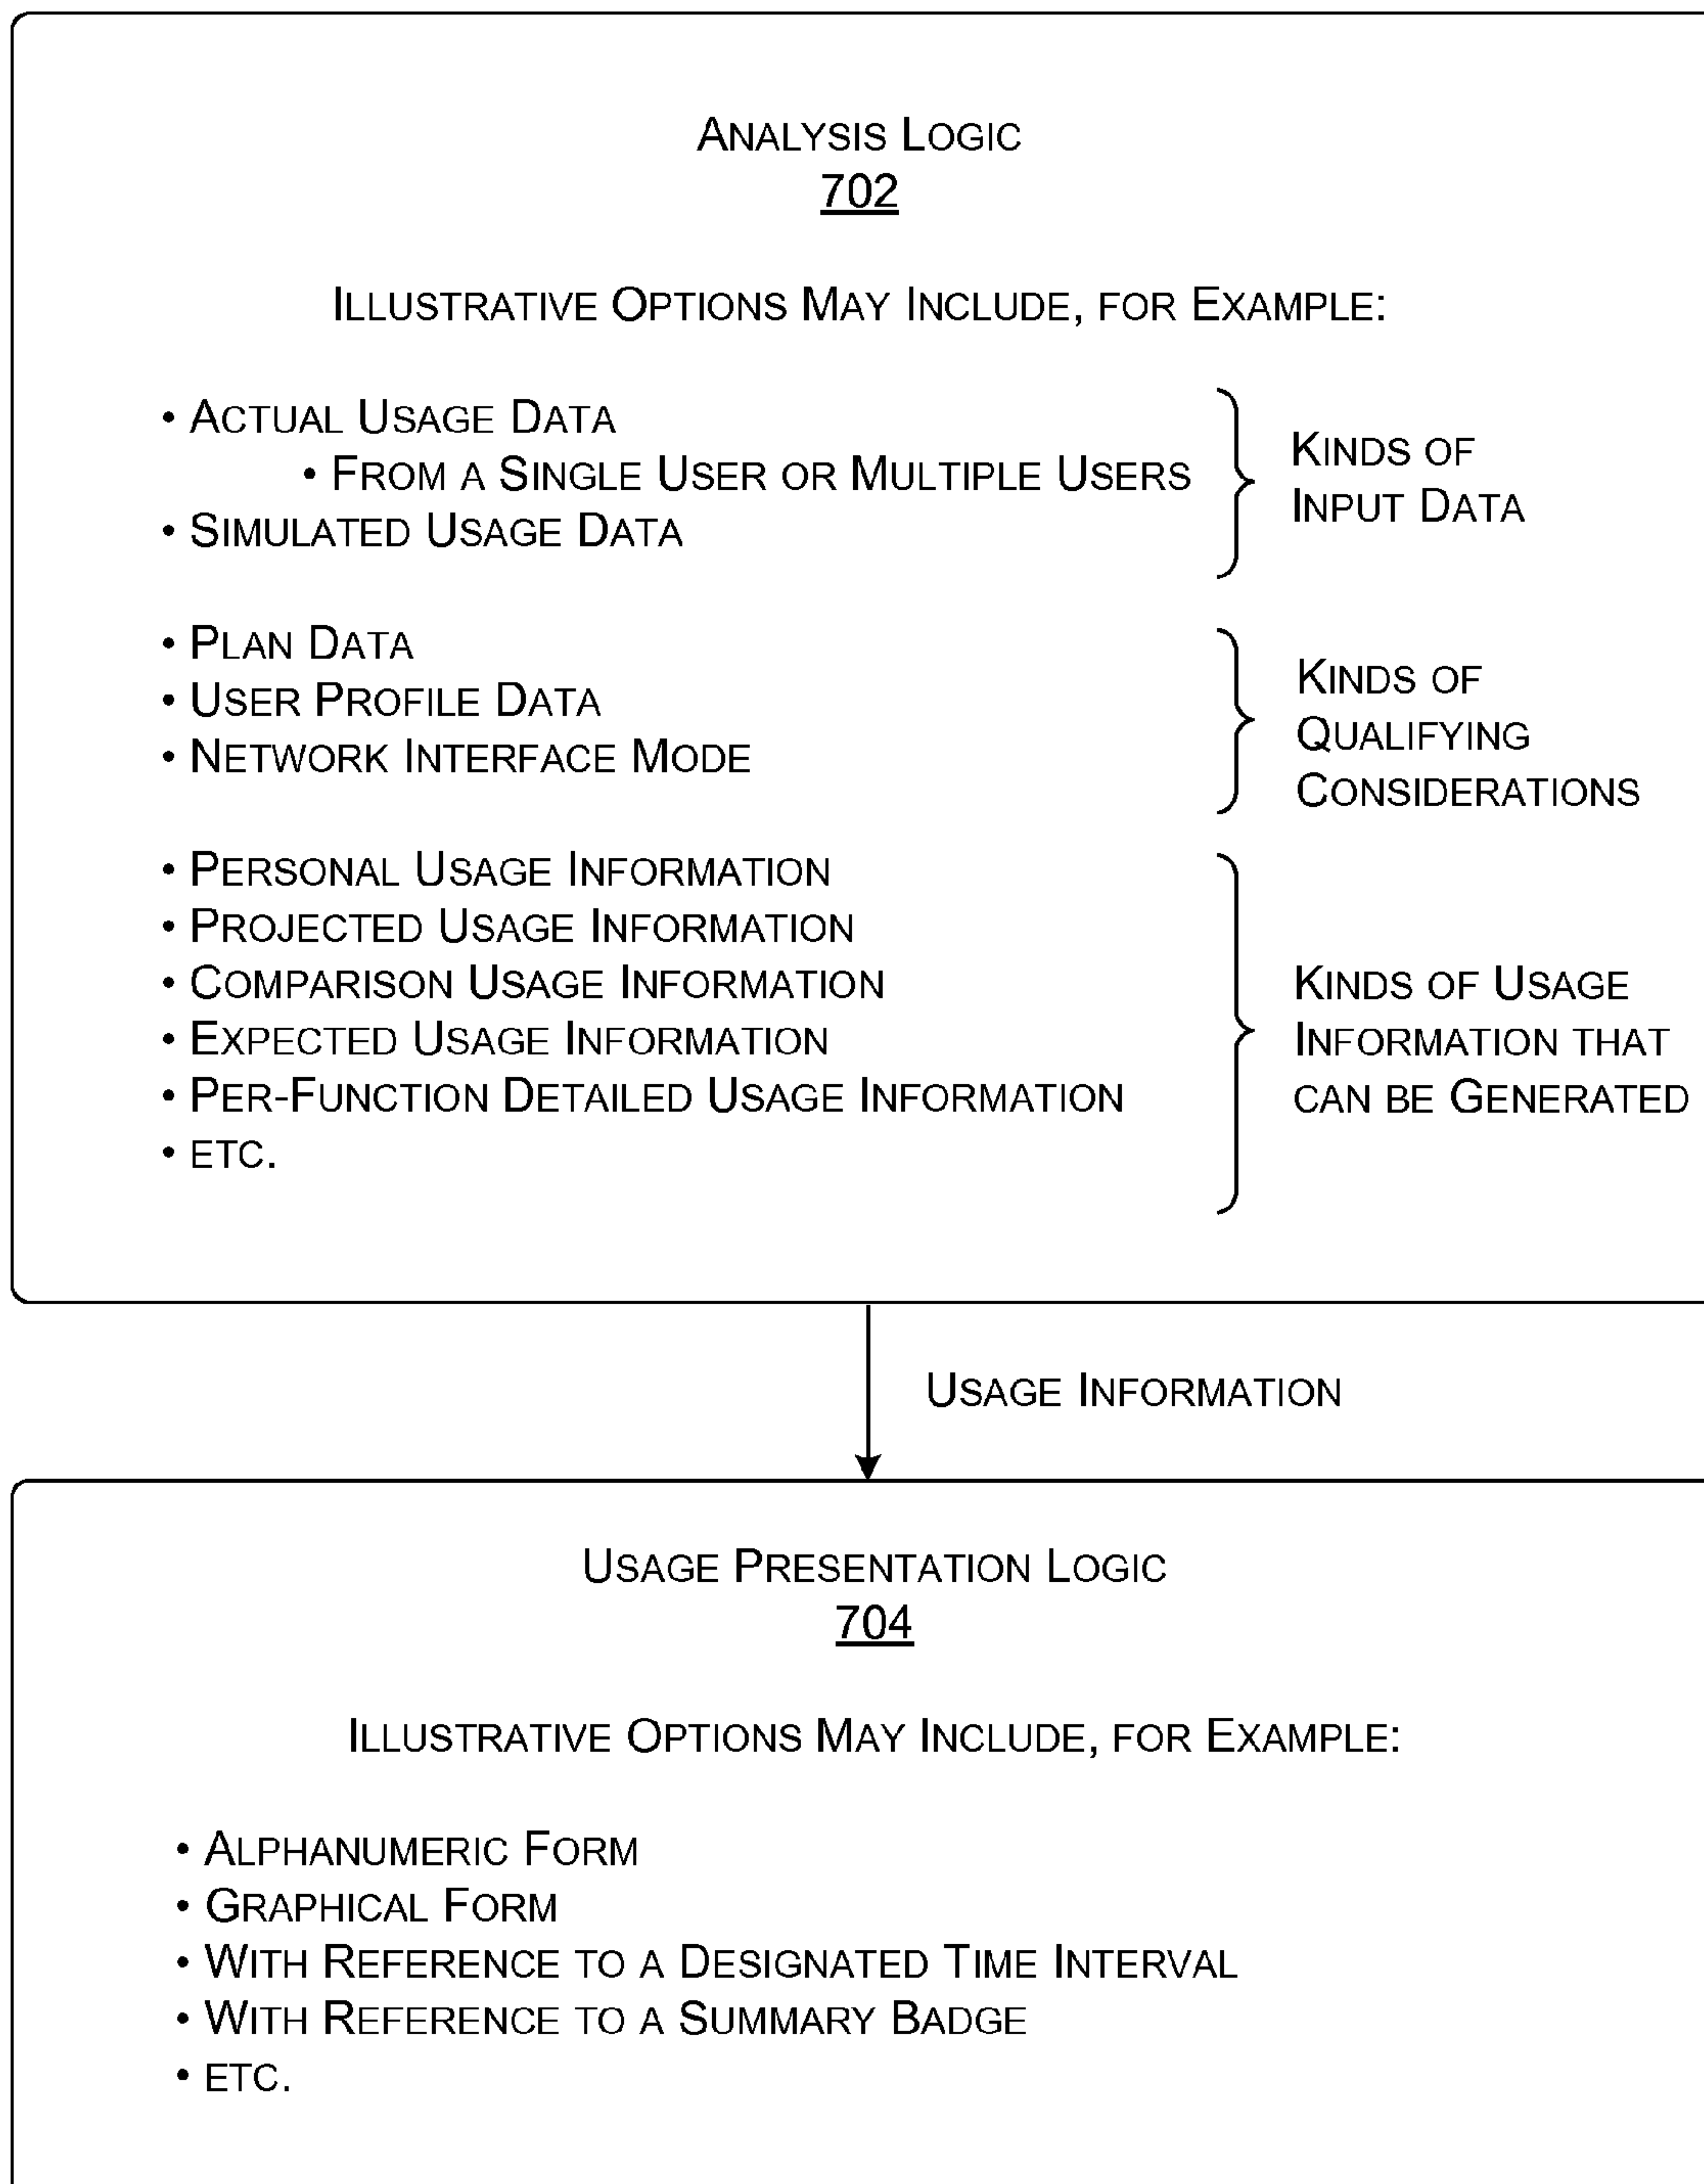 ANALYSIS LOGIC
702
ILLUSTRATIVE OPTIONS MAY INCLUDE, FOR EXAMPLE:
• ACTUAL USAGE DATA
• FROM A SINGLE USER OR MULTIPLE USERS
• SIMULATED USAGE DATA
KINDS OF
INPUT DATA
• PLAN DATA
• USER PROFILE DATA
• NETWORK INTERFACE MODE
KINDS OF
QUALIFYING
CONSIDERATIONS
• PERSONAL USAGE INFORMATION
• PROJECTED USAGE INFORMATION
• COMPARISON USAGE INFORMATION
• EXPECTED USAGE INFORMATION
• PER-FUNCTION DETAILED USAGE INFORMATION
• ETC.
KINDS OF USAGE
INFORMATION THAT
CAN BE GENERATED
USAGE INFORMATION
USAGE PRESENTATION LOGIC
704
ILLUSTRATIVE OPTIONS MAY INCLUDE, FOR EXAMPLE:
• ALPHANUMERIC FORM
• GRAPHICAL FORM
• WITH REFERENCE TO A DESIGNATED TIME INTERVAL
• WITH REFERENCE TO A SUMMARY BADGE
• ETC.